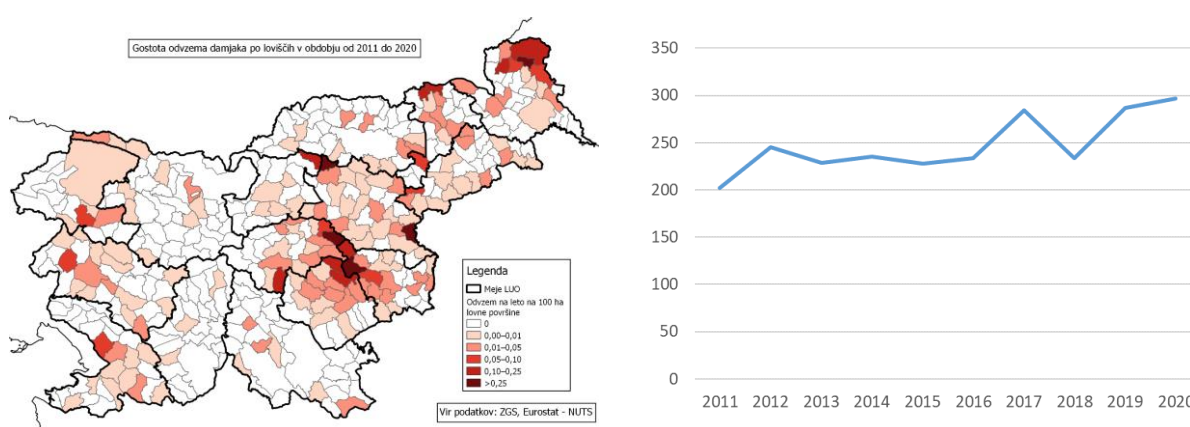 Gostota odvzema damjaka po loviščih v obdobju od 2011 do 2020
Legenda
Meje LUO
Odvzem na leto na 100 ha
lovne površine
0
0,00–0,01
0,01–0,05
0,05–0,10
0,10–0,25
>0,25
Vir podatkov: ZGS, Eurostat - NUTS
350
300
250
200
150
100
50
0
2011 2012 2013 2014 2015 2016 2017 2018 2019 2020